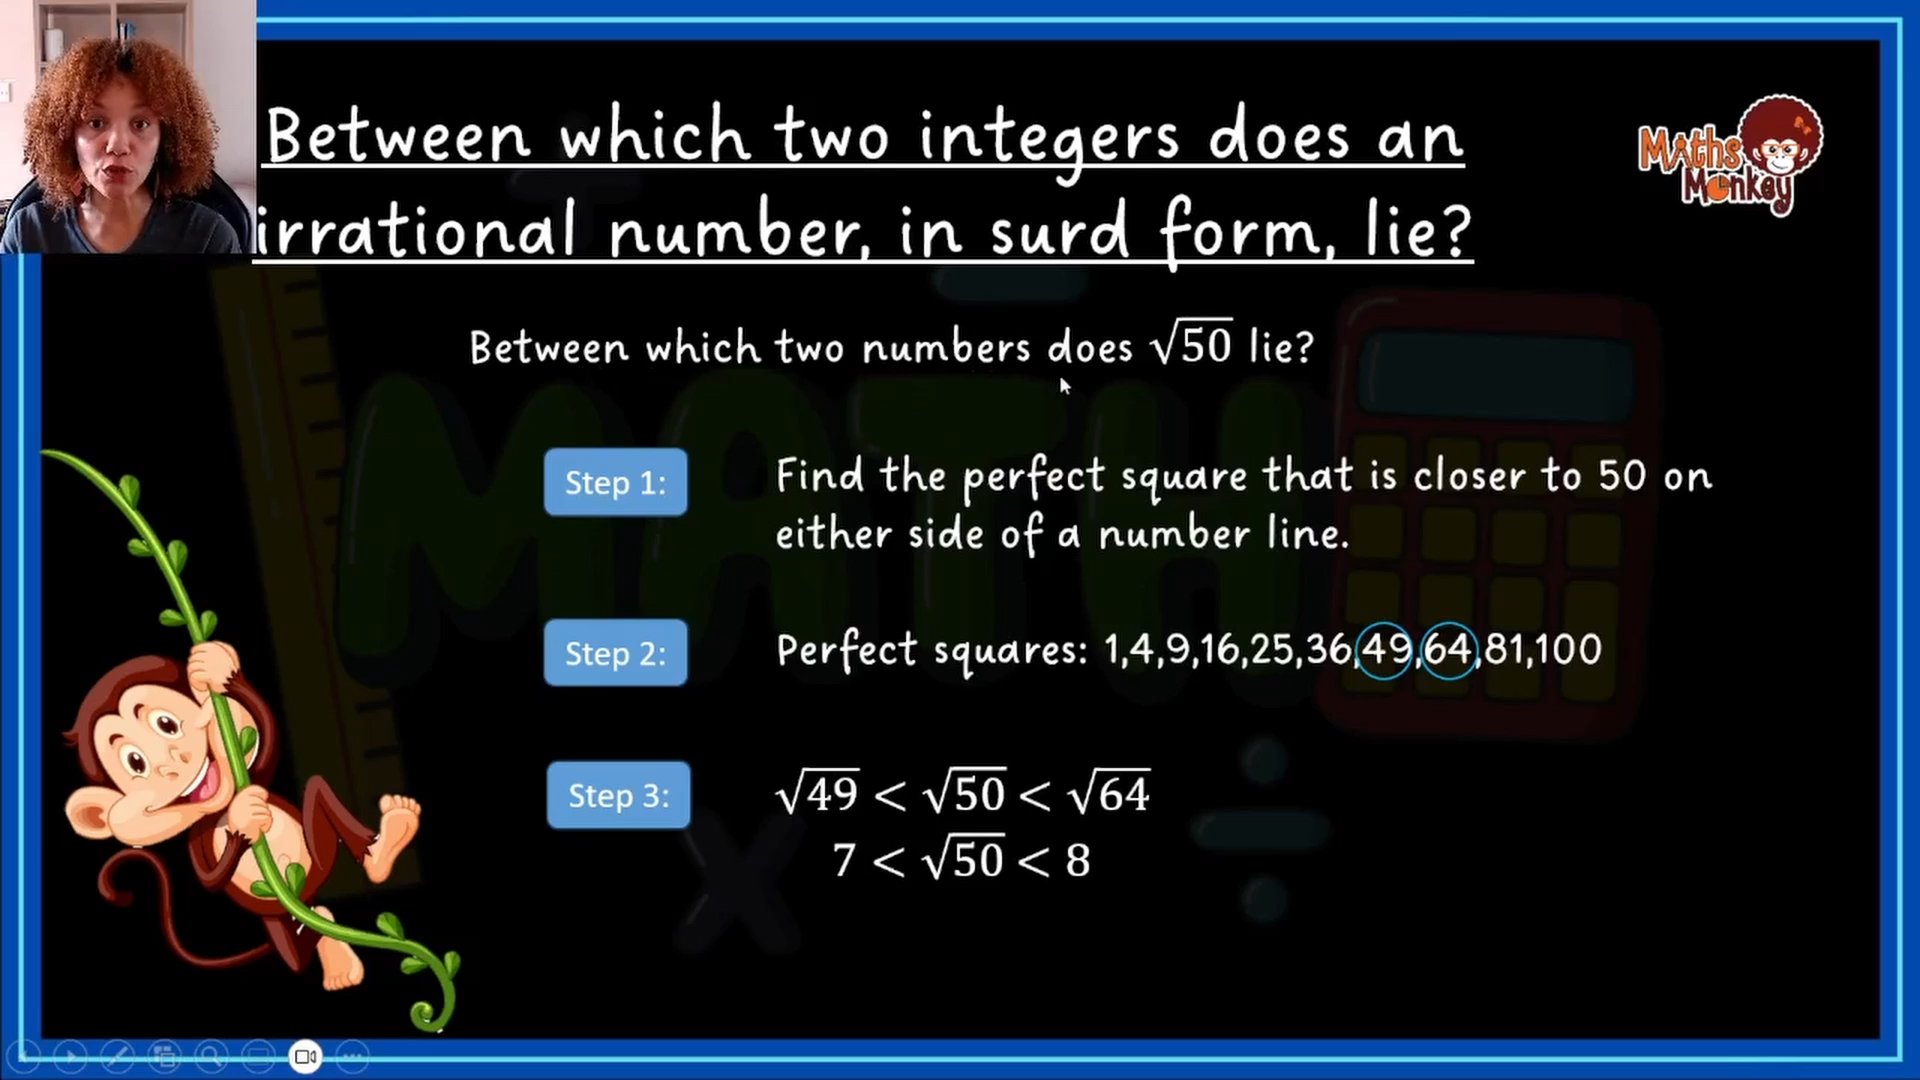 Between which two integers does an
irrational number, in surd form, lie?
Maths
Monkey
Between which two numbers does √50 lie?
Step 1:
Find the perfect square that is closer to 50 on
either side of a number line.
Step 2:
Perfect squares: 1,4,9,16,25,36,49,64,81,100
Step 3:
√49 < √50 < √64
7 < √50 < 8
MATH